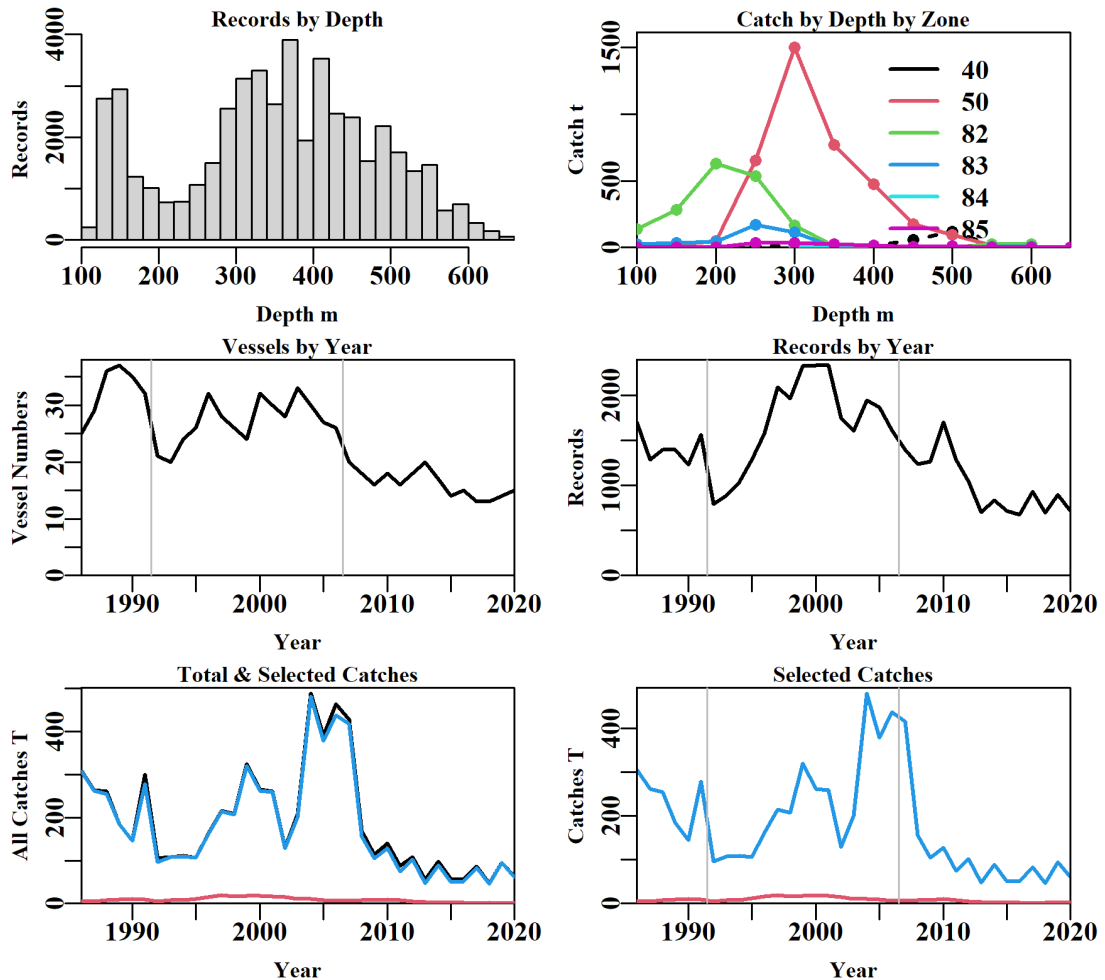 Records by Depth
Records
0 2000 4000
100 200 300 400 500 600
Depth m
Catch by Depth by Zone
Catch t
0 500 1500
40
50
82
83
84
85
100 200 300 400 500 600
Depth m
Vessels by Year
Vessel Numbers
0 10 20 30
1990 2000 2010 2020
Year
Records by Year
Records
0 1000 2000
1990 2000 2010 2020
Year
Total & Selected Catches
All Catches T
0 200 400
1990 2000 2010 2020
Year
Selected Catches
Catches T
0 200 400
1990 2000 2010 2020
Year